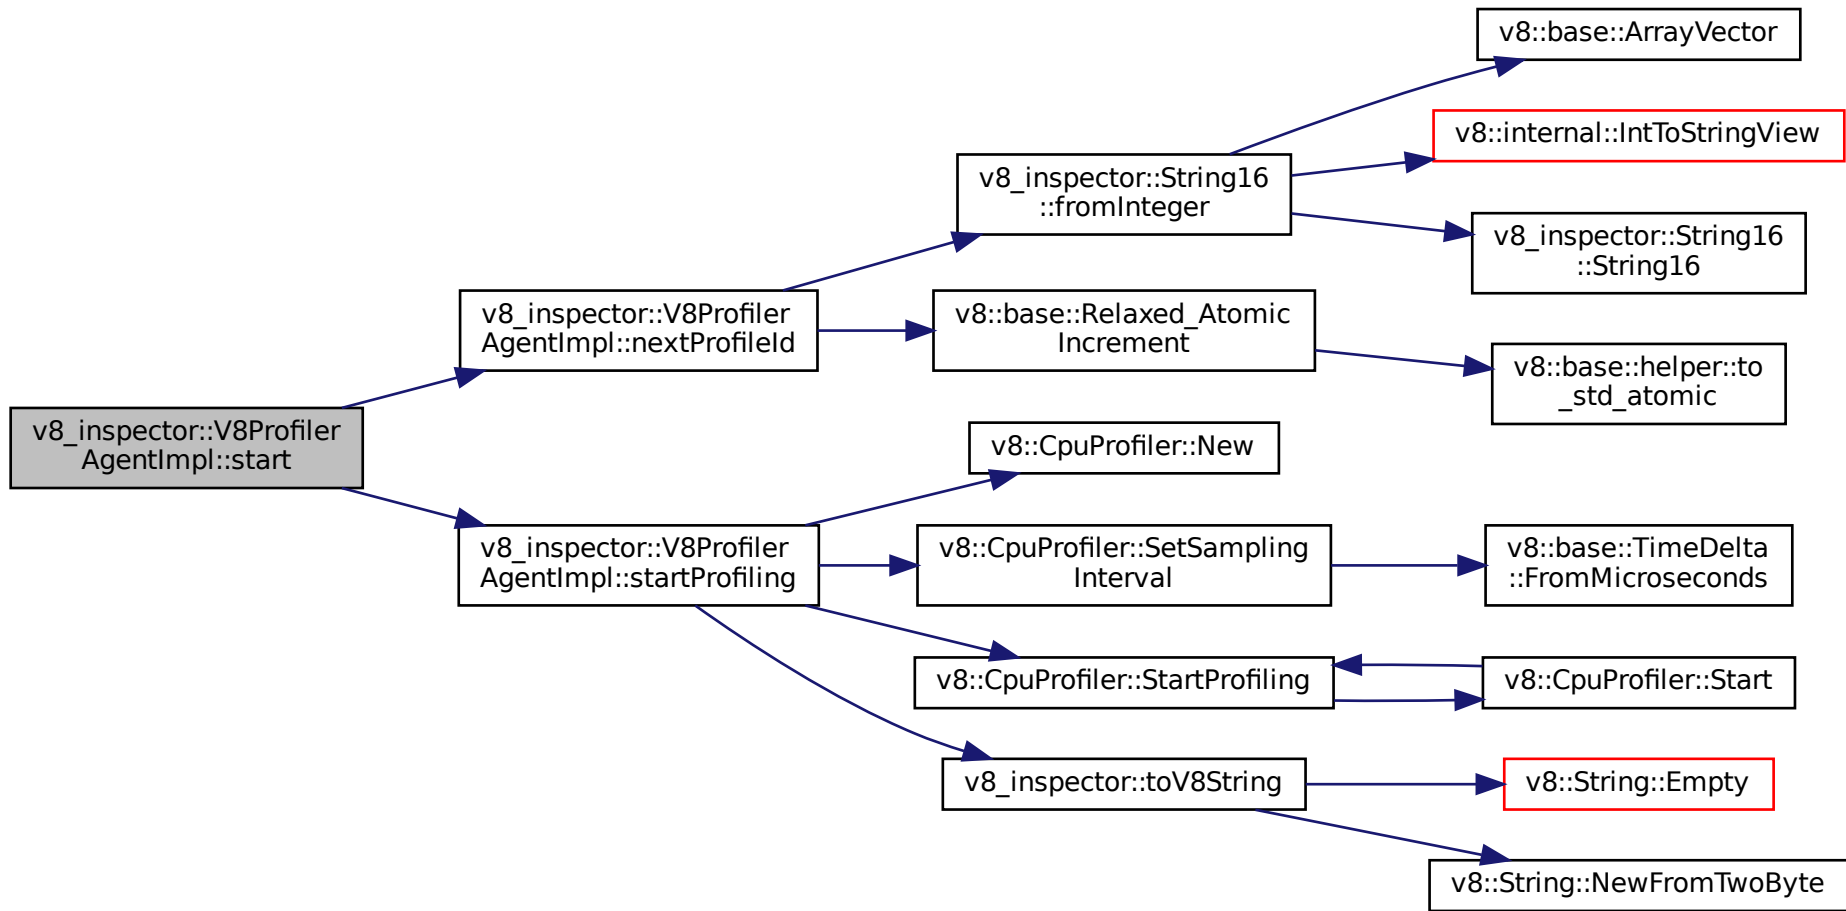 v8_inspector::V8Profiler
AgentImpl::start
v8_inspector::V8Profiler
AgentImpl::nextProfileId
v8_inspector::V8Profiler
AgentImpl::startProfiling
v8_inspector::String16
::fromInteger
v8::base::Relaxed_Atomic
Increment
v8::CpuProfiler::New
v8::CpuProfiler::SetSampling
Interval
v8::CpuProfiler::StartProfiling
v8_inspector::toV8String
v8::base::ArrayVector
v8::internal::IntToStringView
v8_inspector::String16
::String16
v8::base::helper::to
_std_atomic
v8::base::TimeDelta
::FromMicroseconds
v8::CpuProfiler::Start
v8::String::Empty
v8::String::NewFromTwoByte